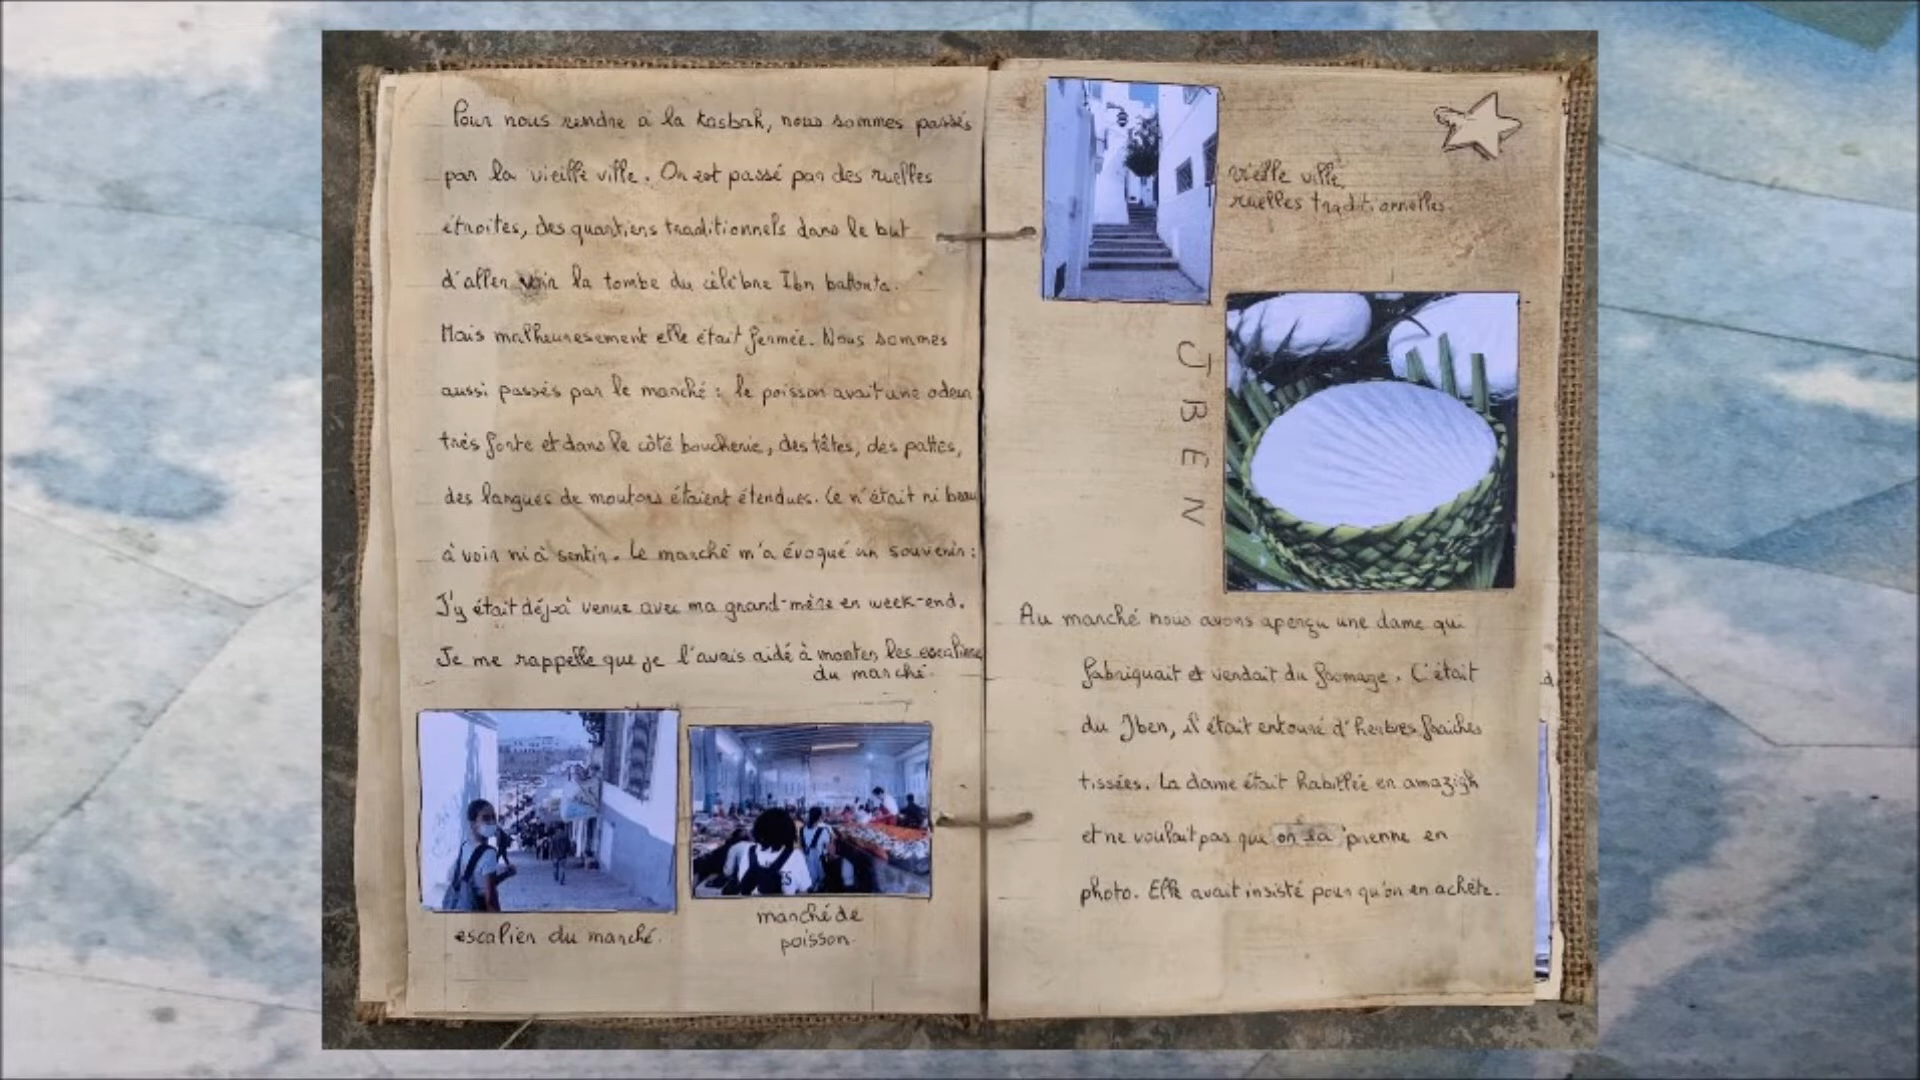 Pour nous rendre à la kasbah, nous sommes passés
par la vieille ville. On est passé par des ruelles
étroites, des quartiers traditionnels dans le but
d'aller voir la tombe du célèbre Ibn battouta.
Mais malheuresement elle était fermée. Nous sommes
aussi passés par le marché : le poisson avait une odeur
très forte et dans le côté boucherie, des têtes, des pattes,
des langues de moutons étaient étendues. Ce n'était ni beau
à voir ni à sentir. Le marché m'a évoqué un souvenir :
J'y était déjà venue avec ma grand-mère en week-end.
Je me rappelle que je l'avais aidé à monter les escaliers
du marché.
escalier du marché.
marché de
poisson.
vieille ville,
ruelles traditionnelles.
JBEN
Au marché nous avons aperçu une dame qui
fabriquait et vendait du fromage. C'était
du Jben, il était entouré d'herbes fraiches
tissées. La dame était habillée en amazigh
et ne voulait pas que on la prenne en
photo. Elle avait insisté pour qu'on en achète.